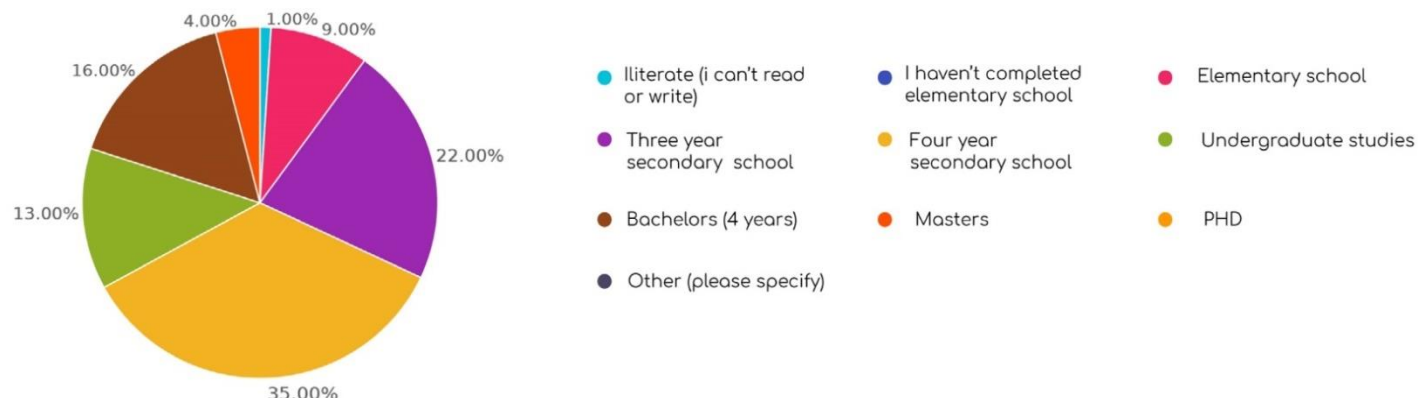 4.00%
1.00%
9.00%
16.00%
22.00%
13.00%
35.00%
Iliterate (i can't read
or write)
I haven't completed
elementary school
Elementary school
Three year
secondary school
Four year
secondary school
Undergraduate studies
Bachelors (4 years)
Masters
PHD
Other (please specify)